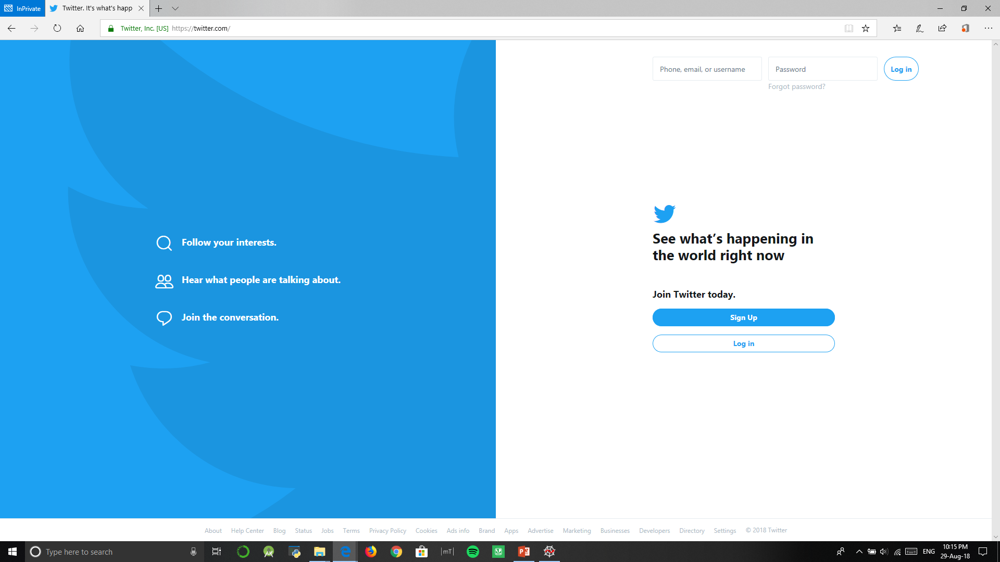 InPrivate
Twitter. It's what's happ
Twitter, Inc. [US] https://twitter.com/
Phone, email, or username
Password
Log in
Forgot password?
Follow your interests.
Hear what people are talking about.
Join the conversation.
See what's happening in
the world right now
Join Twitter today.
Sign Up
Log in
About Help Center Blog Status Jobs Terms Privacy Policy Cookies Ads info Brand Apps Advertise Marketing Businesses Developers Directory Settings © 2018 Twitter
Type here to search
|mT|
ENG
10:15 PM
29-Aug-18